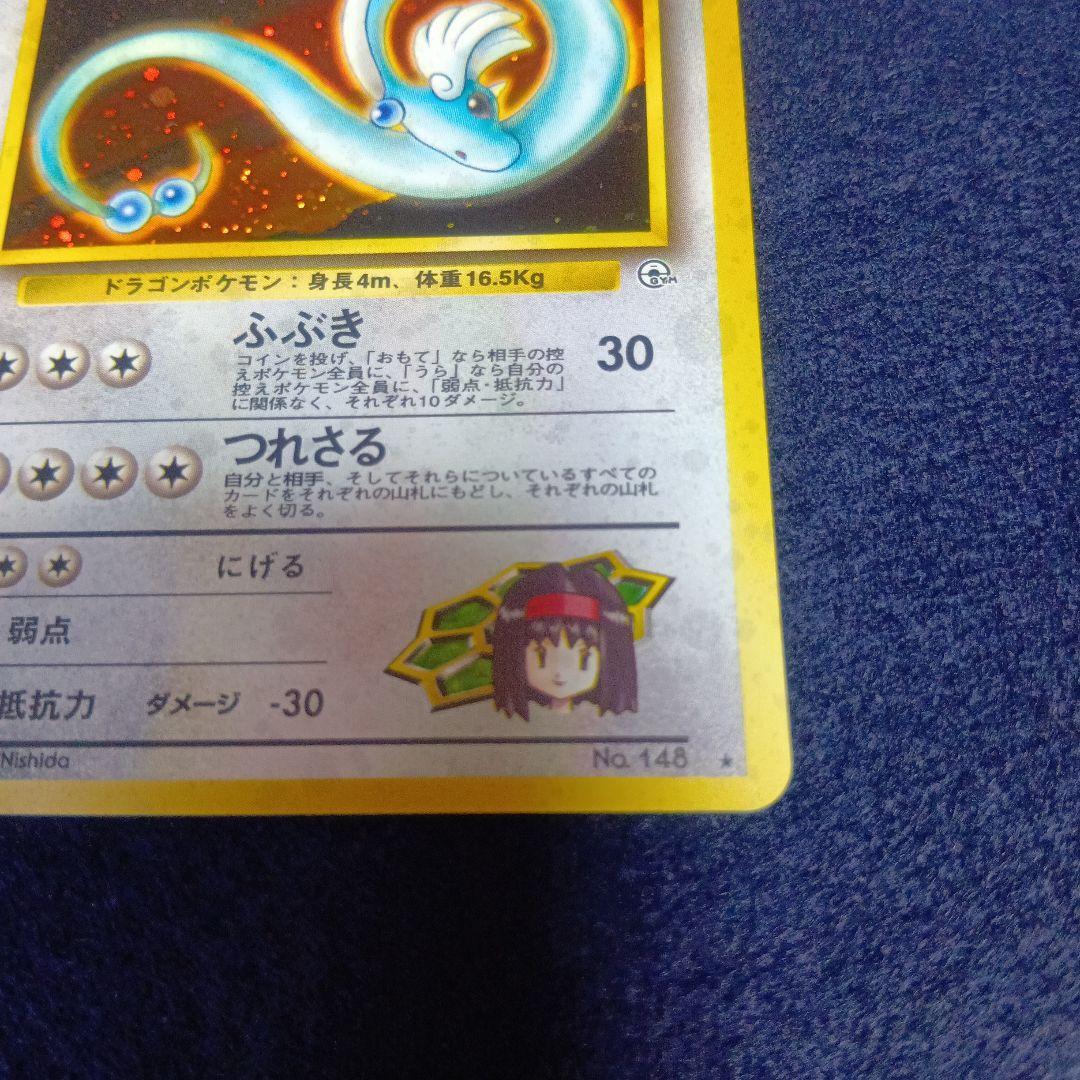 ドラゴンポケモン：身長4m、体重16.5Kg
GYM
ふぶき 30
コインを投げ、「おもて」なら相手の控
えポケモン全員に、「うら」なら自分の
控えポケモン全員に、「弱点・抵抗力」
に関係なく、それぞれ10ダメージ。
つれさる
自分と相手、そしてそれらについているすべての
カードをそれぞれの山札にもどし、それぞれの山札
をよく切る。
にげる
弱点
抵抗力 ダメージ -30
Nishida No. 148 ★